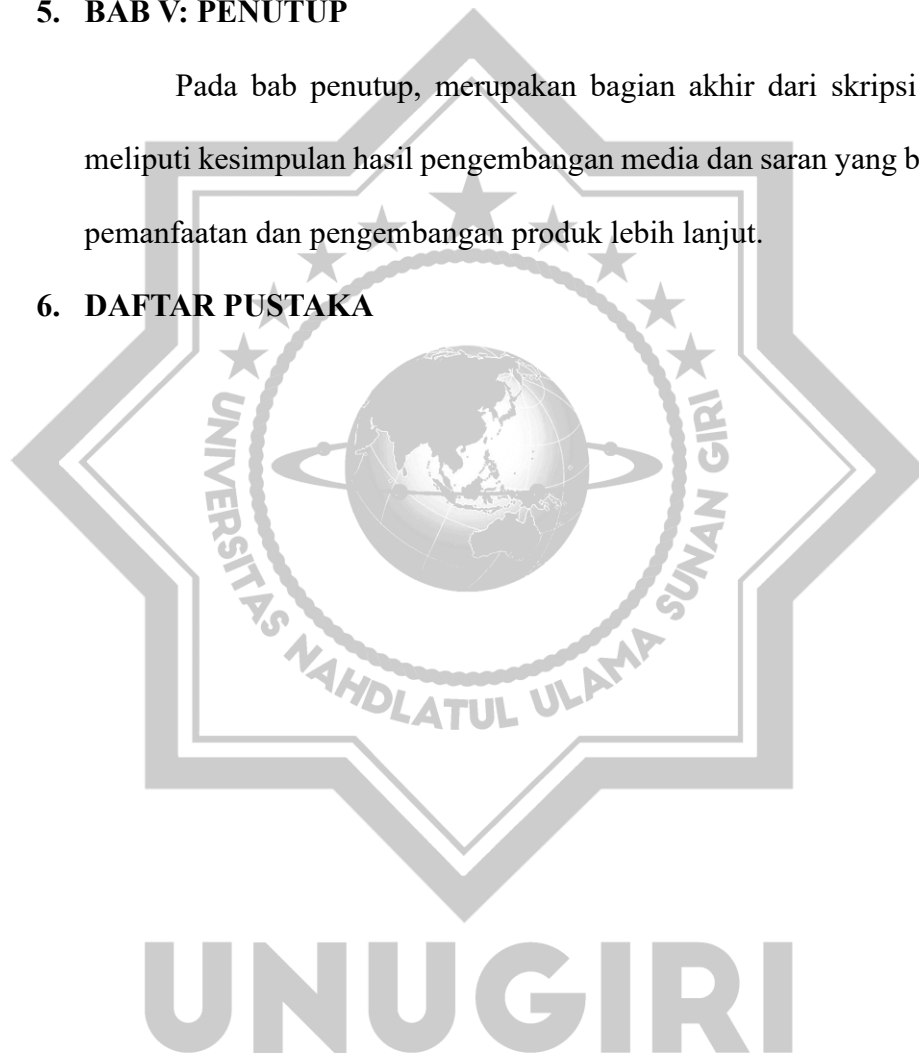 5. BAB V: PENUTUP
Pada bab penutup, merupakan bagian akhir dari skripsi
meliputi kesimpulan hasil pengembangan media dan saran yang
pemanfaatan dan pengembangan produk lebih lanjut.
6. DAFTAR PUSTAKA
UNIVERSITAS NAHDLATUL ULAMA SUNAN GIRI
UNUGIRI